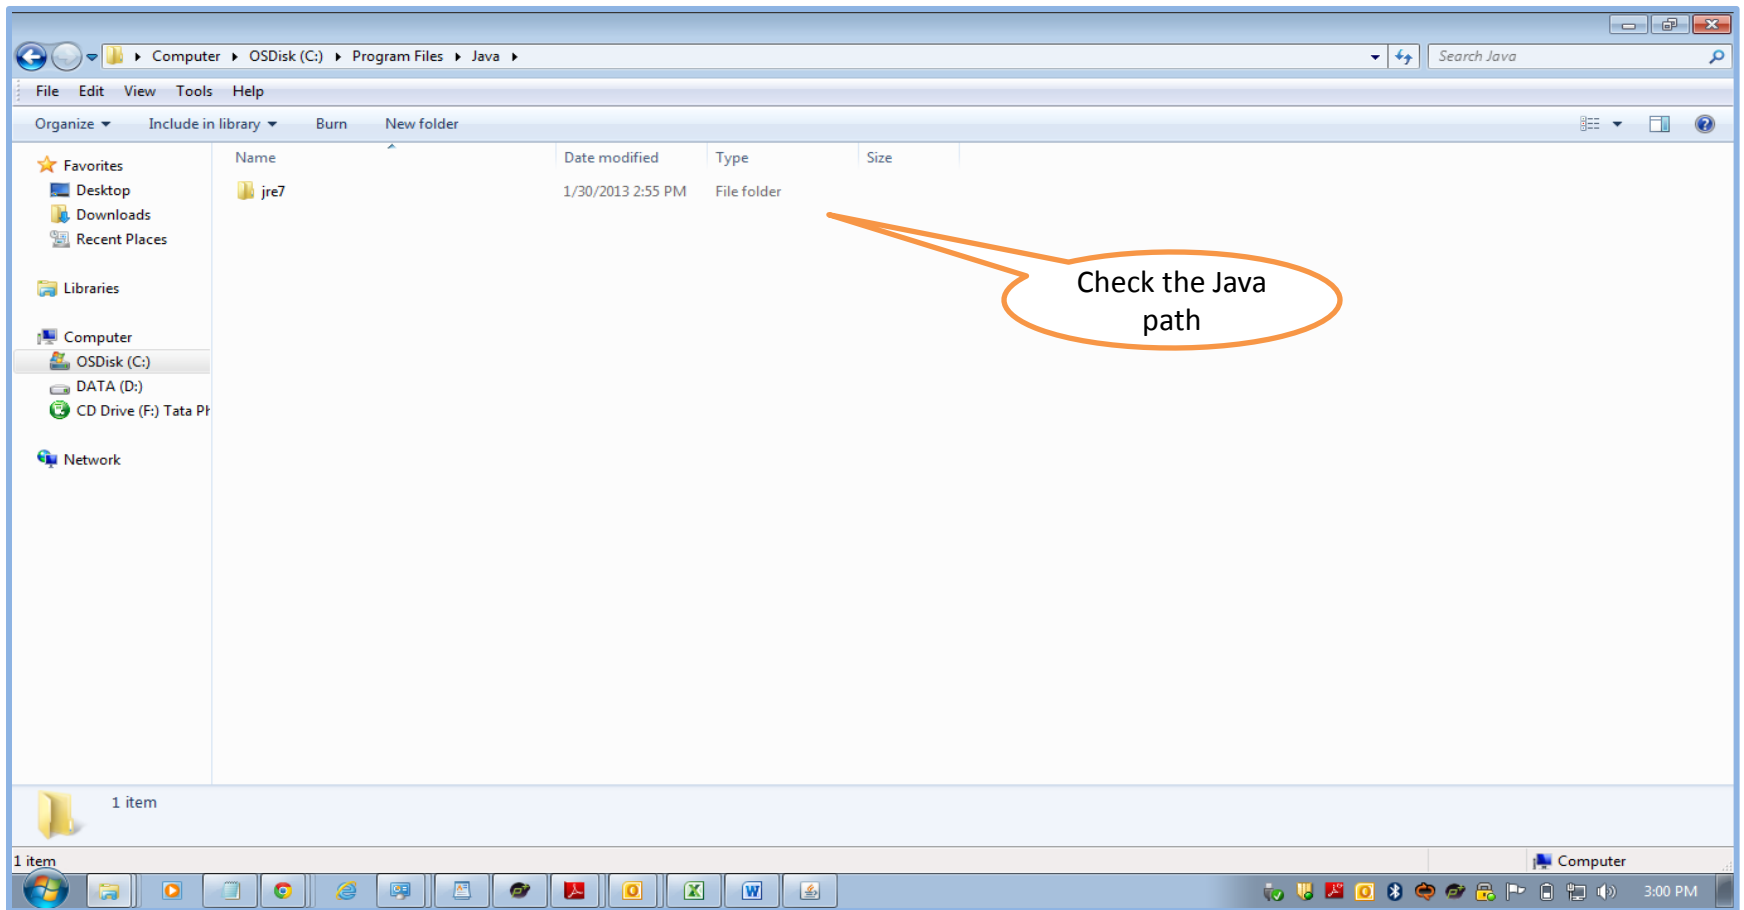 Computer OSDisk (C:) Program Files Java
Search Java
File Edit View Tools Help
Organize Include in library Burn New folder
Name Date modified Type Size
Favorites
Desktop
Downloads
Recent Places
Libraries
Computer
OSDisk (C:)
DATA (D:)
CD Drive (F:) Tata Ph
Network
jre7 1/30/2013 2:55 PM File folder
Check the Java
path
1 item
1 item
Computer
3:00 PM